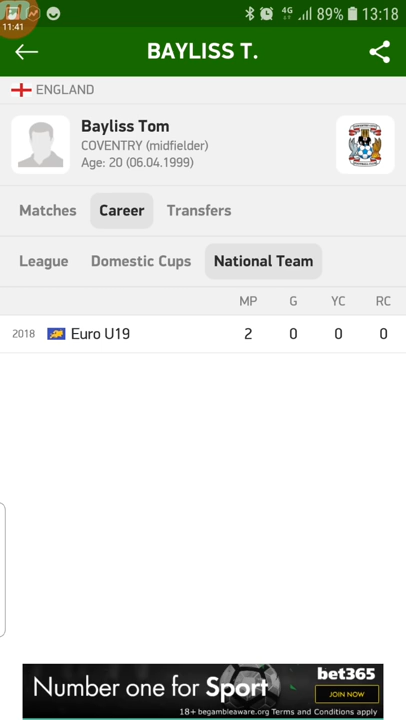 4G 89% 13:18
11:41
BAYLISS T.
ENGLAND
Bayliss Tom
COVENTRY (midfielder)
Age: 20 (06.04.1999)
Matches Career Transfers
League Domestic Cups National Team
MP G YC RC
2018 Euro U19 2 0 0 0
Number one for Sport
bet365
JOIN NOW
18+ begambleaware.org Terms and Conditions apply